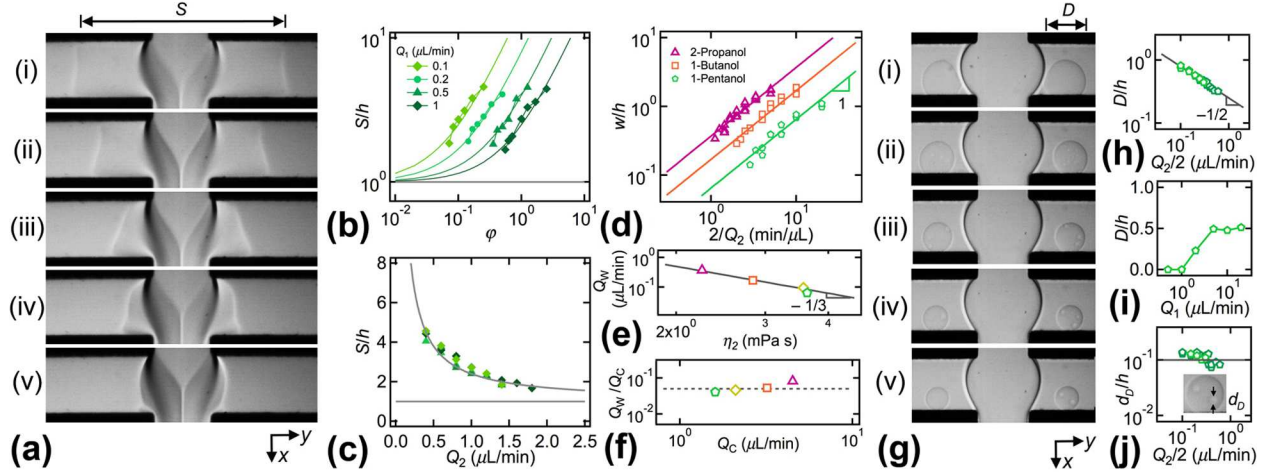 S
(i)
(ii)
(iii)
(iv)
(v)
(a)
y
x
10¹
S/h
10⁰
Q₁ (μL/min)
0.1
0.2
0.5
1
10⁻² 10⁻¹ 10⁰ 10¹
(b) φ
8
6
4
2
0
S/h
0.0 0.5 1.0 1.5 2.0 2.5
(c) Q₂ (μL/min)
10¹
10⁰
10⁻¹
w/h
2-Propanol
1-Butanol
1-Pentanol
1
10⁰ 10¹
(d) 2/Q₂ (min/μL)
Q_W
(μL/min)
10⁰
10⁻¹
− 1/3
2x10⁰ 3 4
(e) η₂ (mPa s)
Q_W/Q_C
10⁻¹
10⁻²
10⁰ 10¹
(f) Q_C (μL/min)
D
(i)
(ii)
(iii)
(iv)
(v)
(g)
y
x
D/h
10⁰
10⁻¹
−1/2
10⁻¹ 10⁰
(h) Q₂/2 (μL/min)
D/h
1.0
0.5
0.0
10⁰ 10¹
(i) Q₁ (μL/min)
d_D/h
10⁰
10⁻¹
10⁻²
d_D
10⁻¹ 10⁰
(j) Q₂/2 (μL/min)